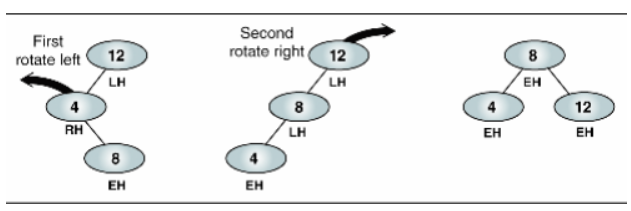 First
rotate left
12
LH
4
RH
8
EH
Second
rotate right
12
LH
8
LH
4
EH
8
EH
4
EH
12
EH